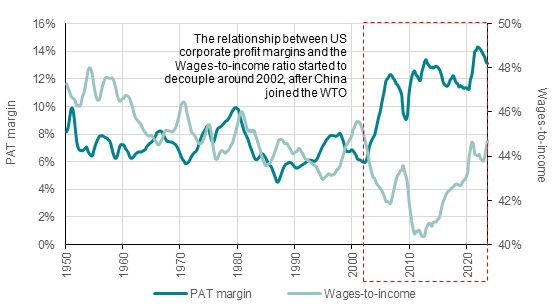 16%
14%
12%
10%
8%
6%
4%
2%
0%
PAT margin
The relationship between US
corporate profit margins and the
Wages-to-income ratio started to
decouple around 2002, after China
joined the WTO
50%
48%
46%
44%
42%
40%
Wages-to-income
1950
1960
1970
1980
1990
2000
2010
2020
PAT margin
Wages-to-income